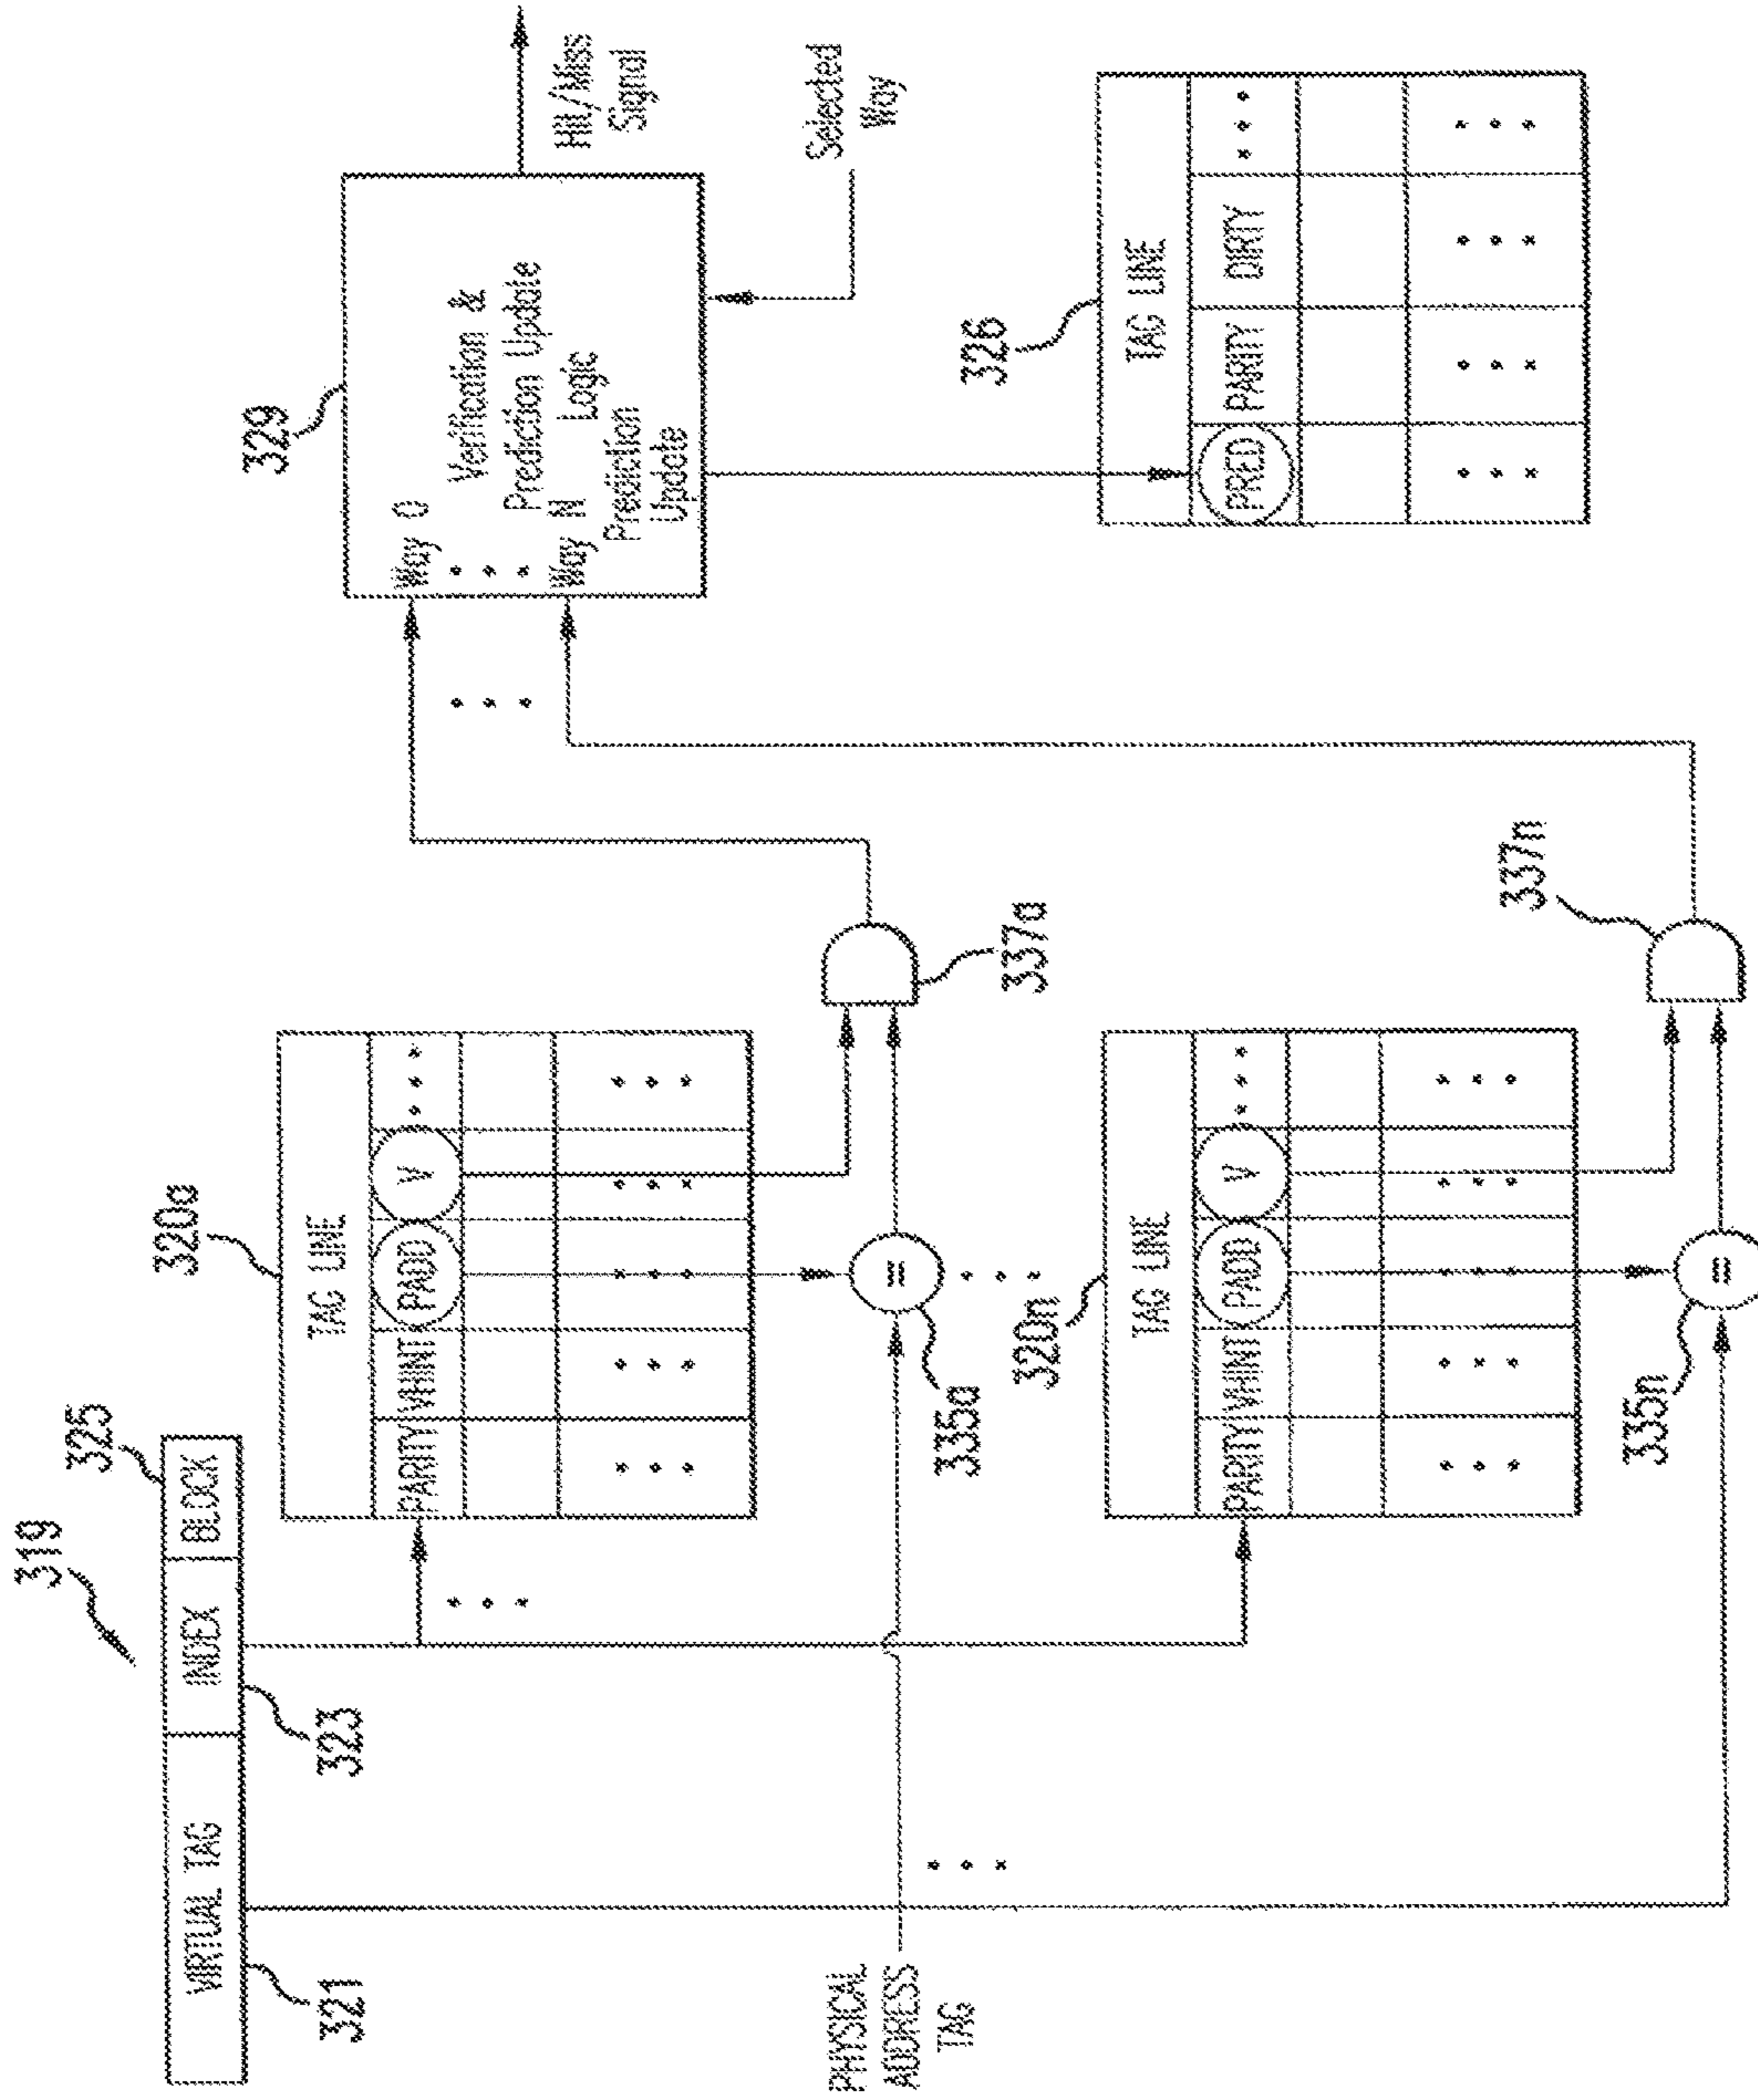 319
VIRTUAL TAG INDEX BLOCK
321
323
325
PHYSICAL
ADDRESS
TAG
320a
TAG LINE
PARITY VHINT PADD V
335a
=
337a
320n
TAG LINE
PARITY VHINT PADD V
335n
=
337n
329
Way 0
Way N
Verification &
Prediction Update
Logic
Prediction
Update
Hit/Miss
Signal
Selected
Way
326
TAG LINE
PRED PARITY DIRTY